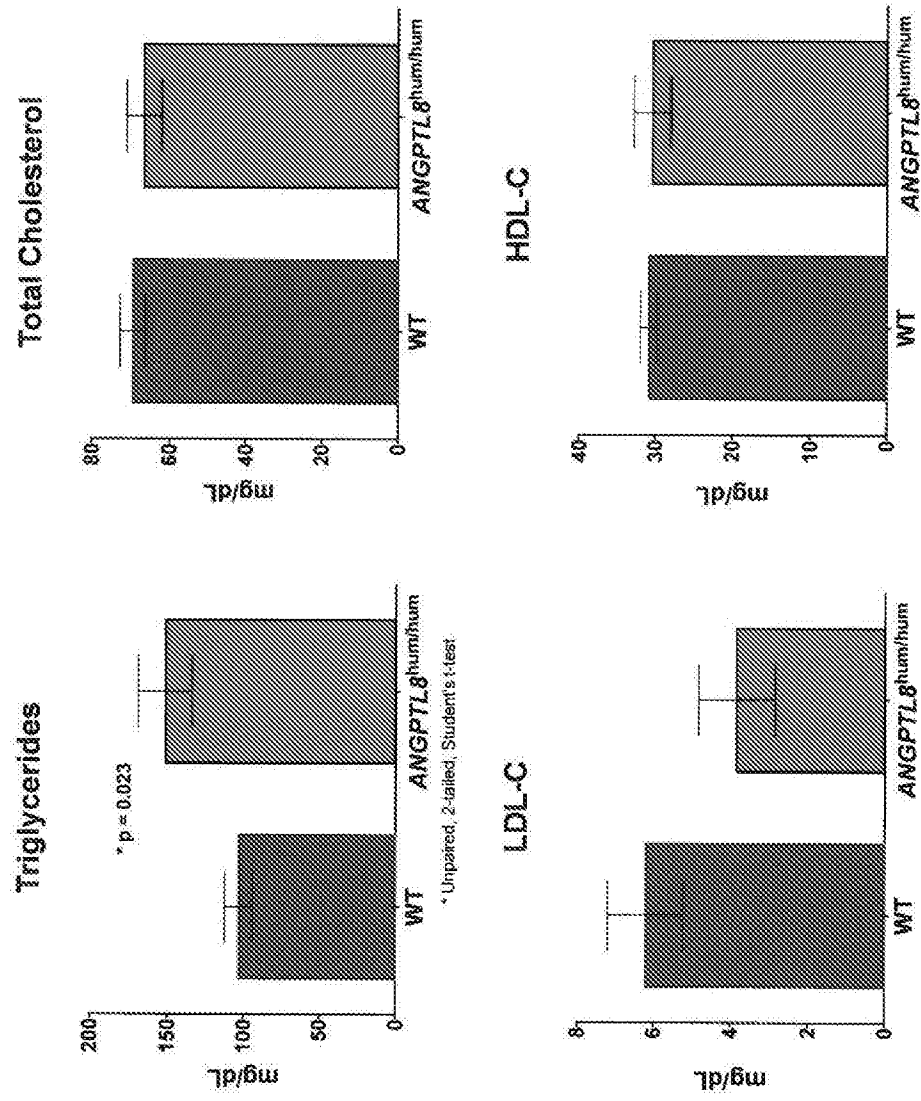 Triglycerides
mg/dL
200
150
100
50
0
* p = 0.023
WT
ANGPTL8hum/hum
* Unpaired, 2-tailed, Student's t-test
Total Cholesterol
mg/dL
80
60
40
20
0
WT
ANGPTL8hum/hum
LDL-C
mg/dL
8
6
4
2
0
WT
ANGPTL8hum/hum
HDL-C
mg/dL
40
30
20
10
0
WT
ANGPTL8hum/hum